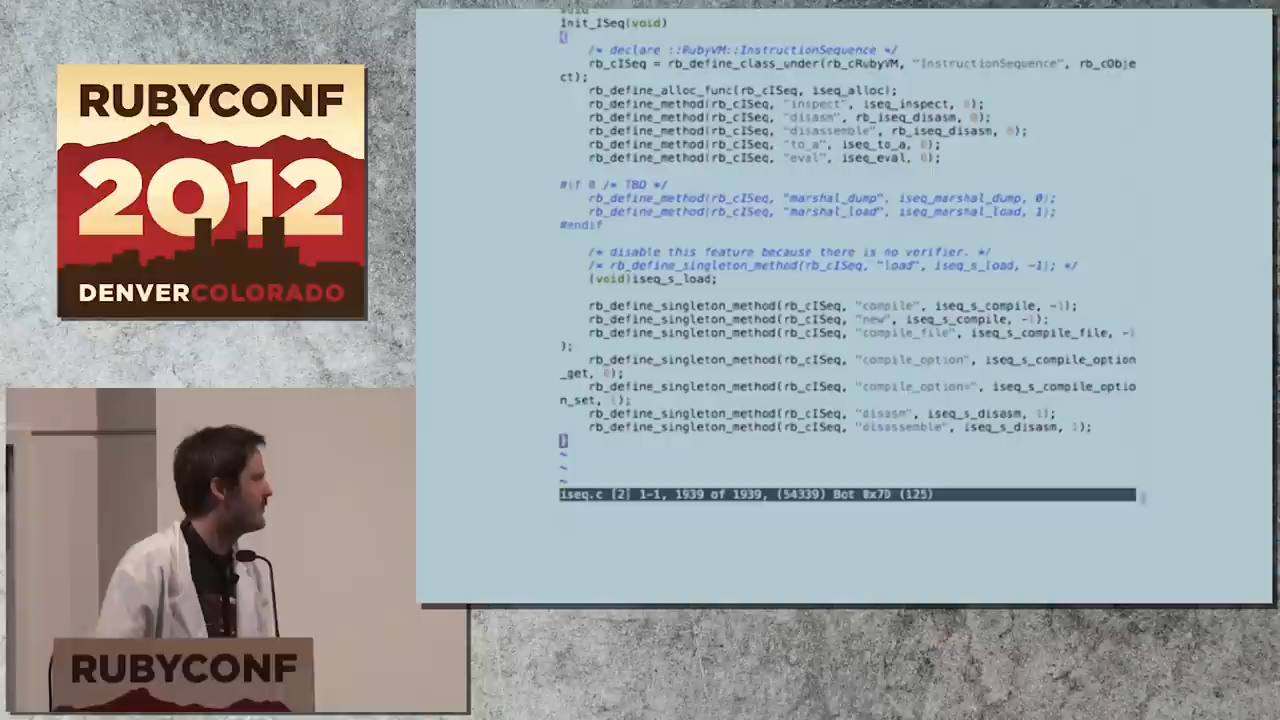 RUBYCONF
2012
DENVERCOLORADO
RUBYCONF
void
Init_ISeq(void)
{
/* declare ::RubyVM::InstructionSequence */
rb_cISeq = rb_define_class_under(rb_cRubyVM, "InstructionSequence", rb_cObje
ct);
rb_define_alloc_func(rb_cISeq, iseq_alloc);
rb_define_method(rb_cISeq, "inspect", iseq_inspect, 0);
rb_define_method(rb_cISeq, "disasm", rb_iseq_disasm, 0);
rb_define_method(rb_cISeq, "disassemble", rb_iseq_disasm, 0);
rb_define_method(rb_cISeq, "to_a", iseq_to_a, 0);
rb_define_method(rb_cISeq, "eval", iseq_eval, 0);
#if 0 /* TBD */
rb_define_method(rb_cISeq, "marshal_dump", iseq_marshal_dump, 0);
rb_define_method(rb_cISeq, "marshal_load", iseq_marshal_load, 1);
#endif
/* disable this feature because there is no verifier. */
/* rb_define_singleton_method(rb_cISeq, "load", iseq_s_load, -1); */
(void)iseq_s_load;
rb_define_singleton_method(rb_cISeq, "compile", iseq_s_compile, -1);
rb_define_singleton_method(rb_cISeq, "new", iseq_s_compile, -1);
rb_define_singleton_method(rb_cISeq, "compile_file", iseq_s_compile_file, -1
);
rb_define_singleton_method(rb_cISeq, "compile_option", iseq_s_compile_option
_get, 0);
rb_define_singleton_method(rb_cISeq, "compile_option=", iseq_s_compile_optio
n_set, 1);
rb_define_singleton_method(rb_cISeq, "disasm", iseq_s_disasm, 1);
rb_define_singleton_method(rb_cISeq, "disassemble", iseq_s_disasm, 1);
}
~
~
~
iseq.c [2] 1-1, 1939 of 1939, (54339) Bot 0x7D (125)